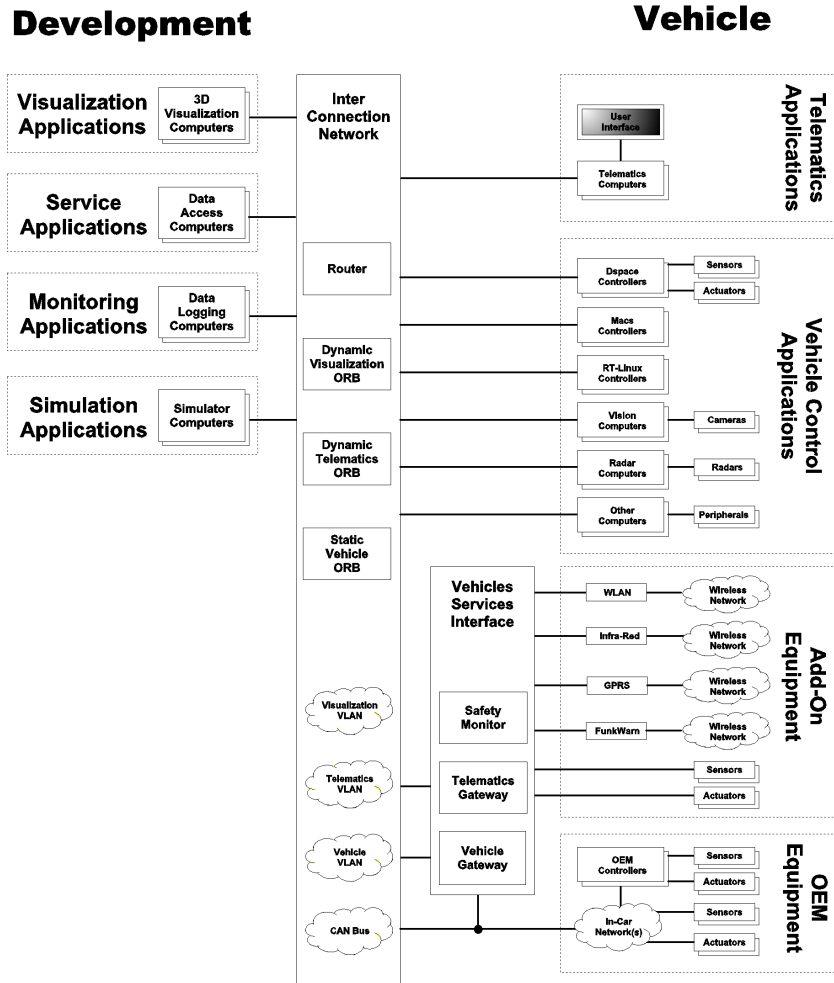 Development
Vehicle
Visualization
Applications
3D
Visualization
Computers
Service
Applications
Data
Access
Computers
Monitoring
Applications
Data
Logging
Computers
Simulation
Applications
Simulator
Computers
Inter
Connection
Network
Router
Dynamic
Visualization
ORB
Dynamic
Telematics
ORB
Static
Vehicle
ORB
Visualization
VLAN
Telematics
VLAN
Vehicle
VLAN
CAN Bus
Vehicles
Services
Interface
Safety
Monitor
Telematics
Gateway
Vehicle
Gateway
Telematics
Applications
User
Interface
Telematics
Computers
Vehicle Control
Applications
Dspace
Controllers
Sensors
Actuators
Macs
Controllers
RT-Linux
Controllers
Vision
Computers
Cameras
Radar
Computers
Radars
Other
Computers
Peripherals
Add-On
Equipment
WLAN
Wireless
Network
Infra-Red
Wireless
Network
GPRS
Wireless
Network
FunkWarn
Wireless
Network
Sensors
Actuators
OEM
Equipment
OEM
Controllers
Sensors
Actuators
In-Car
Network(s)
Sensors
Actuators